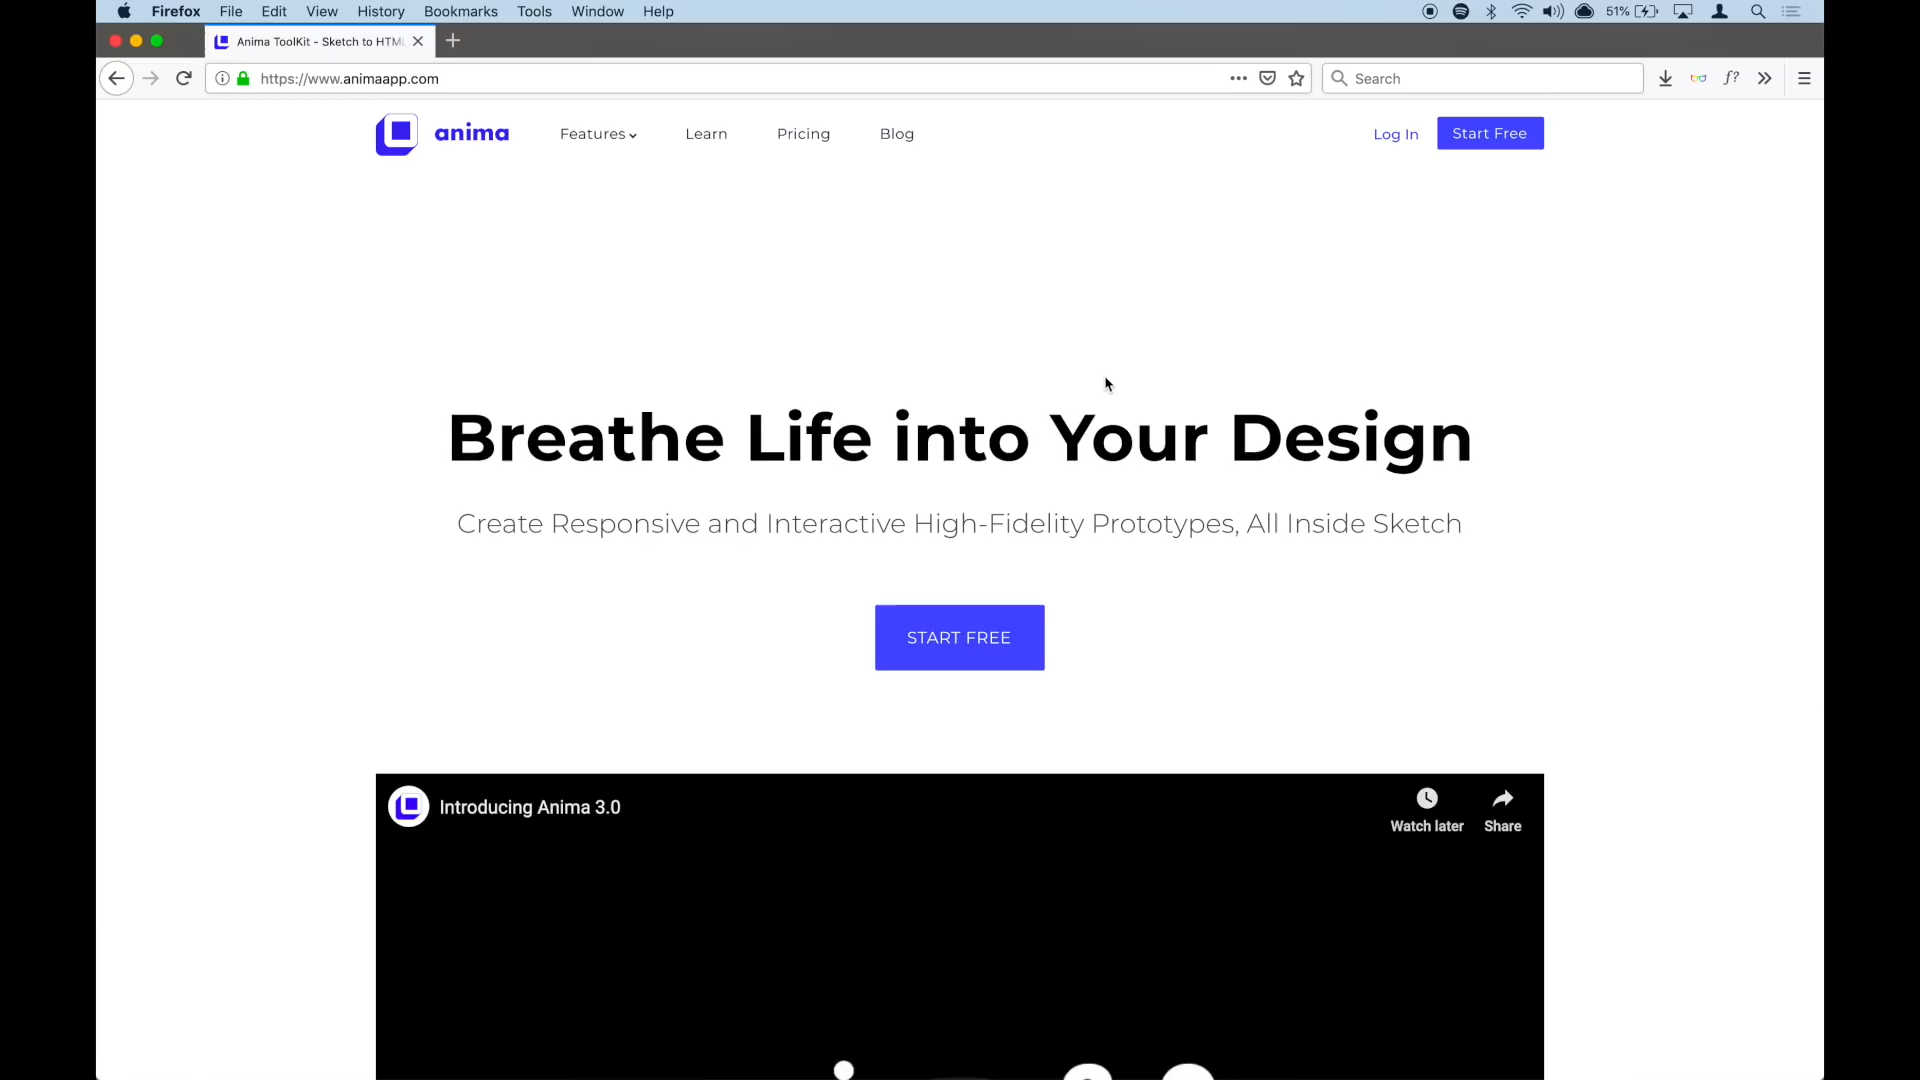 Firefox File Edit View History Bookmarks Tools Window Help 51%
Anima ToolKit - Sketch to HTML
https://www.animaapp.com
Search
f?
anima Features Learn Pricing Blog Log In Start Free
Breathe Life into Your Design
Create Responsive and Interactive High-Fidelity Prototypes, All Inside Sketch
START FREE
Introducing Anima 3.0
Watch later Share